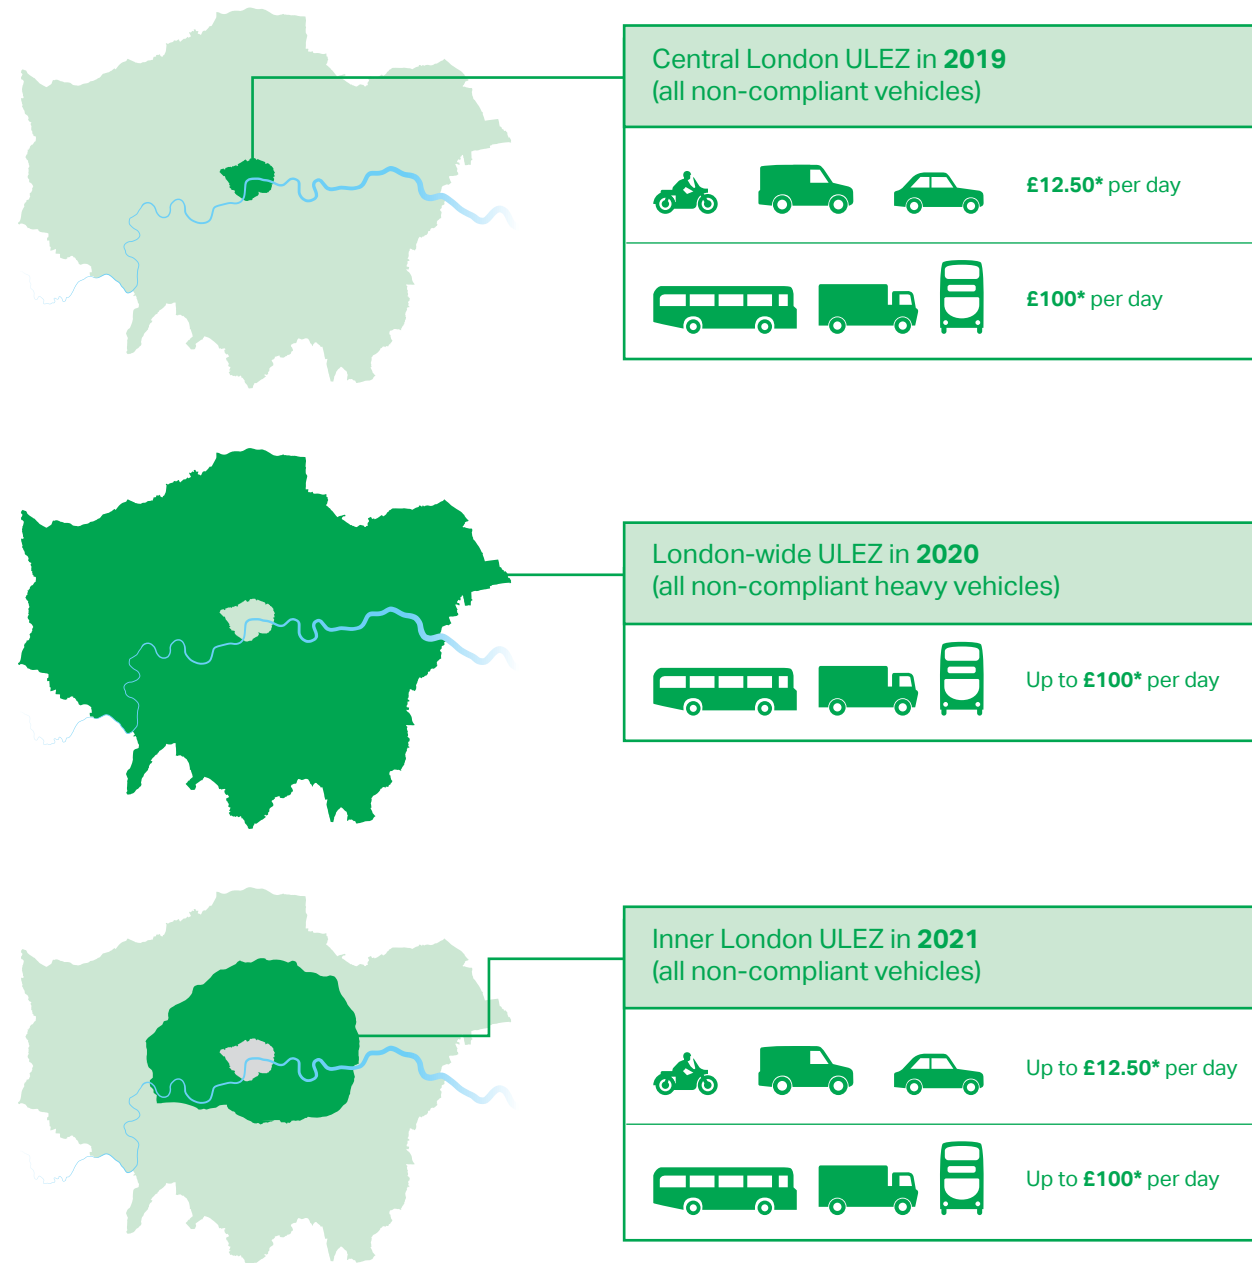 Central London ULEZ in 2019
(all non-compliant vehicles)
£12.50* per day
£100* per day
London-wide ULEZ in 2020
(all non-compliant heavy vehicles)
Up to £100* per day
Inner London ULEZ in 2021
(all non-compliant vehicles)
Up to £12.50* per day
Up to £100* per day